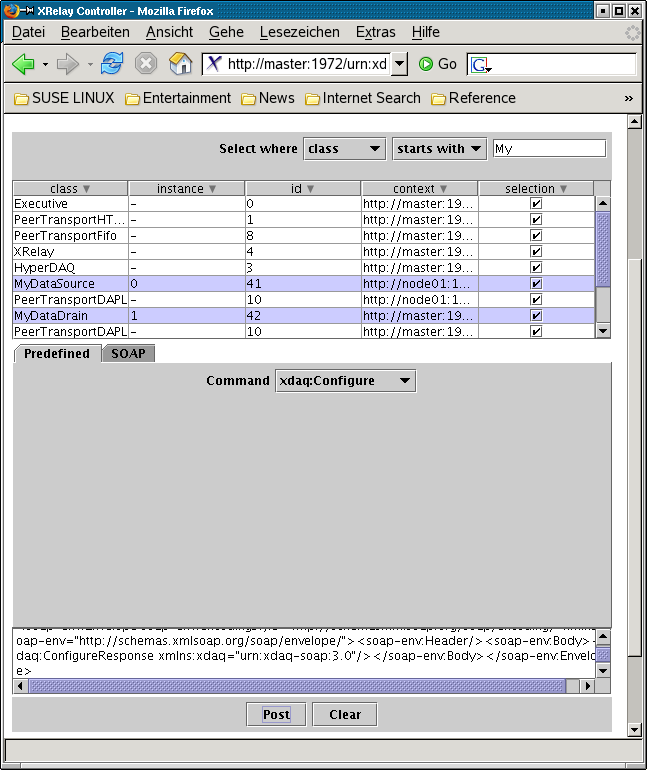 XRelay Controller - Mozilla Firefox
Datei Bearbeiten Ansicht Gehe Lesezeichen Extras Hilfe
http://master:1972/urn:xd Go G
SUSE LINUX Entertainment News Internet Search Reference »
Select where class starts with My
class instance id context selection
Executive – 0 http://master:19...
PeerTransportHT... – 1 http://master:19...
PeerTransportFifo – 8 http://master:19...
XRelay – 4 http://master:19...
HyperDAQ – 3 http://master:19...
MyDataSource 0 41 http://node01:1...
PeerTransportDAPL – 10 http://node01:1...
MyDataDrain 1 42 http://master:19...
PeerTransportDAPL – 10 http://master:19...
Predefined SOAP
Command xdaq:Configure
oap-env="http://schemas.xmlsoap.org/soap/envelope/"><soap-env:Header/><soap-env:Body><
daq:ConfigureResponse xmlns:xdaq="urn:xdaq-soap:3.0"/></soap-env:Body></soap-env:Envelo
e>
Post Clear